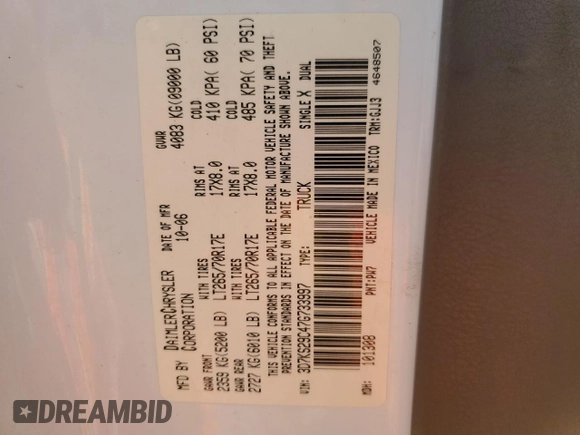 MFD BY DAIMLERCHRYSLER CORPORATION DATE OF MFR 10-06 GVWR 4083 KG(09000 LB)
GAWR FRONT WITH TIRES RIMS AT COLD
2359 KG(5200 LB) LT265/70R17E 17X8.0 410 KPA( 60 PSI)
GAWR REAR WITH TIRES RIMS AT COLD
2727 KG(6010 LB) LT265/70R17E 17X8.0 485 KPA( 70 PSI)
THIS VEHICLE CONFORMS TO ALL APPLICABLE FEDERAL MOTOR VEHICLE SAFETY AND THEFT
PREVENTION STANDARDS IN EFFECT ON THE DATE OF MANUFACTURE SHOWN ABOVE.
VIN: 3D7KS29C47G733997 TYPE: TRUCK SINGLE X DUAL
MDH: 101308 PNT:PW7 VEHICLE MADE IN MEXICO TRM:GJJ3 4648507
DREAMBID